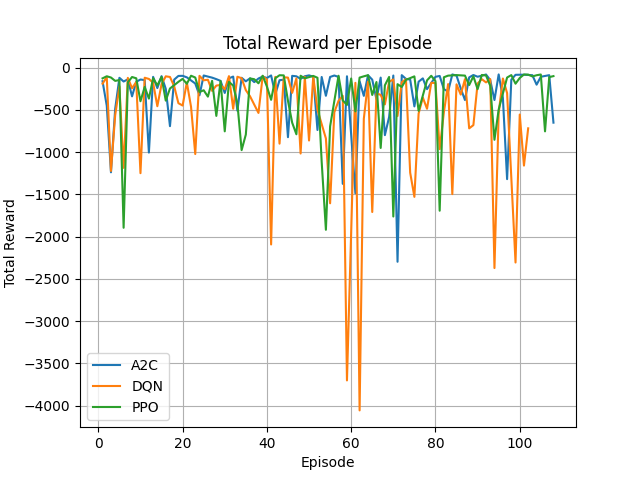 Total Reward per Episode
Total Reward
0
−500
−1000
−1500
−2000
−2500
−3000
−3500
−4000
A2C
DQN
PPO
0 20 40 60 80 100
Episode